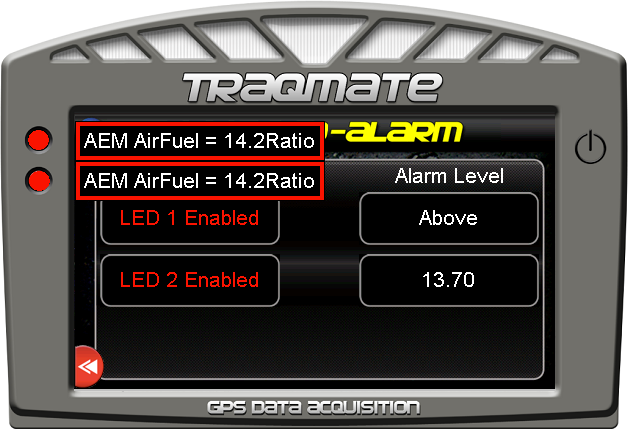 TRAQMATE
-ALARM
AEM AirFuel = 14.2Ratio
AEM AirFuel = 14.2Ratio
Alarm Level
LED 1 Enabled
Above
LED 2 Enabled
13.70
GPS DATA ACQUISITION